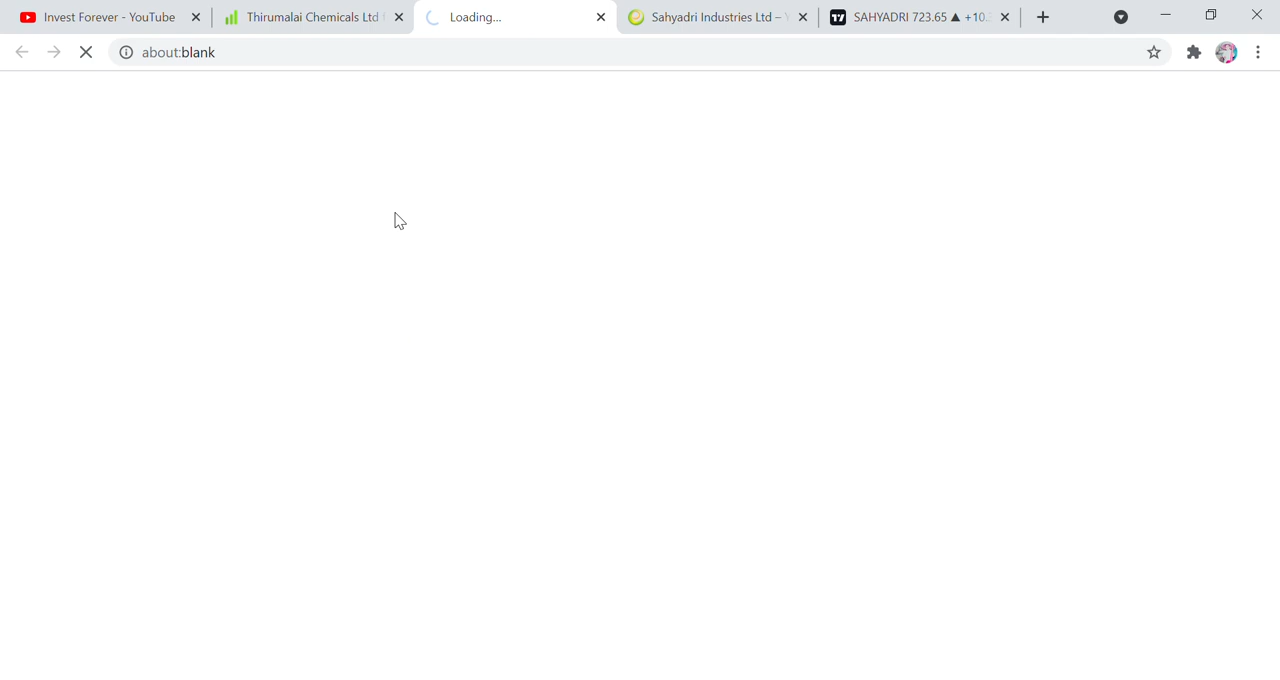 Invest Forever - YouTube
Thirumalai Chemicals Ltd
Loading...
Sahyadri Industries Ltd –
SAHYADRI 723.65 ▲ +10.
about:blank